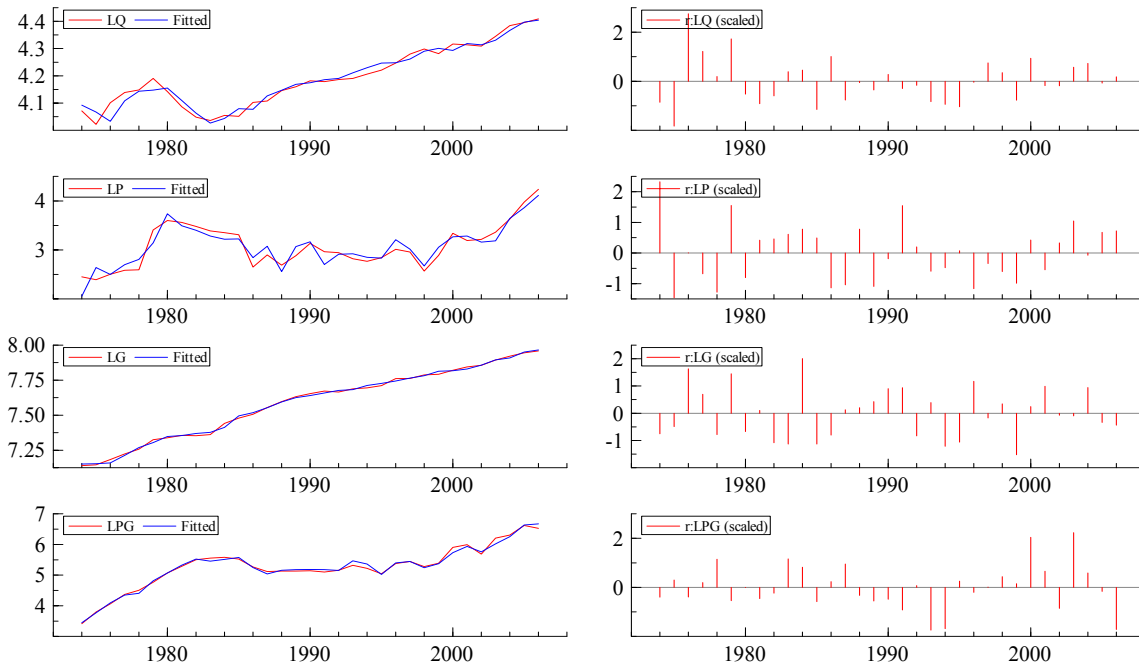 LQ Fitted
4.4
4.3
4.2
4.1
1980 1990 2000
r:LQ (scaled)
2
0
1980 1990 2000
LP Fitted
4
3
1980 1990 2000
r:LP (scaled)
2
1
0
-1
1980 1990 2000
LG Fitted
8.00
7.75
7.50
7.25
1980 1990 2000
r:LG (scaled)
2
1
0
-1
1980 1990 2000
LPG Fitted
7
6
5
4
1980 1990 2000
r:LPG (scaled)
2
0
1980 1990 2000